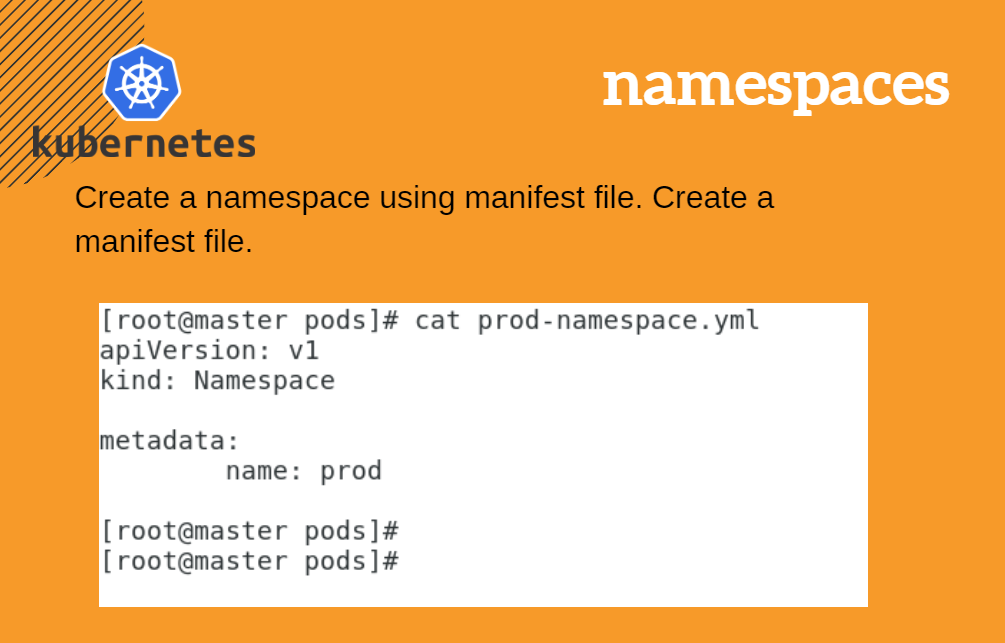 kubernetes
namespaces
Create a namespace using manifest file. Create a
manifest file.
[root@master pods]# cat prod-namespace.yml
apiVersion: v1
kind: Namespace
metadata:
        name: prod
[root@master pods]#
[root@master pods]#